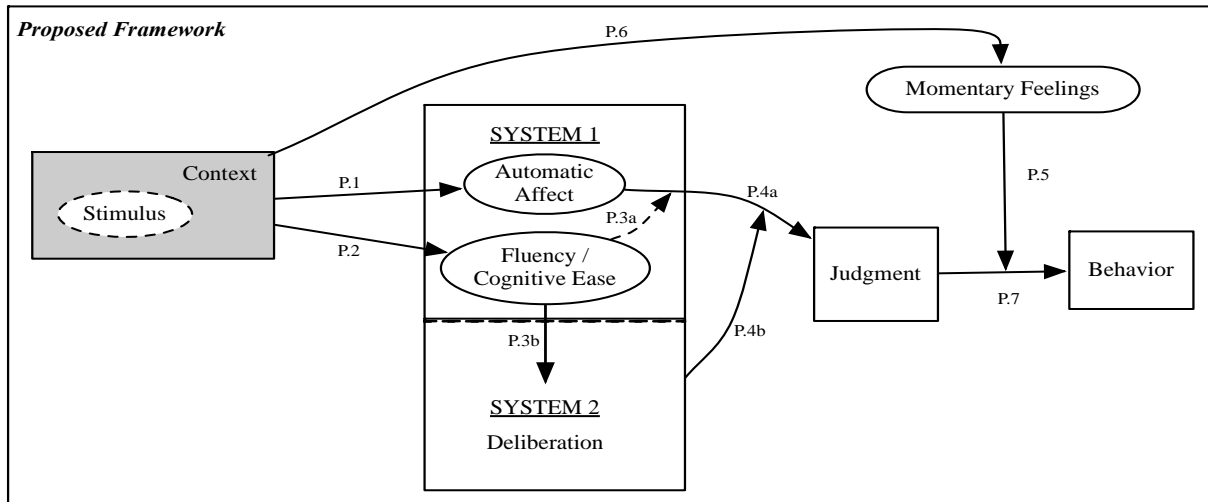 Proposed Framework
P.6
Momentary Feelings
SYSTEM 1
Context
P.1
Automatic
Affect
P.5
P.4a
Stimulus
P.3a
P.2
Fluency /
Cognitive Ease
Judgment
Behavior
P.7
P.3b
P.4b
SYSTEM 2
Deliberation